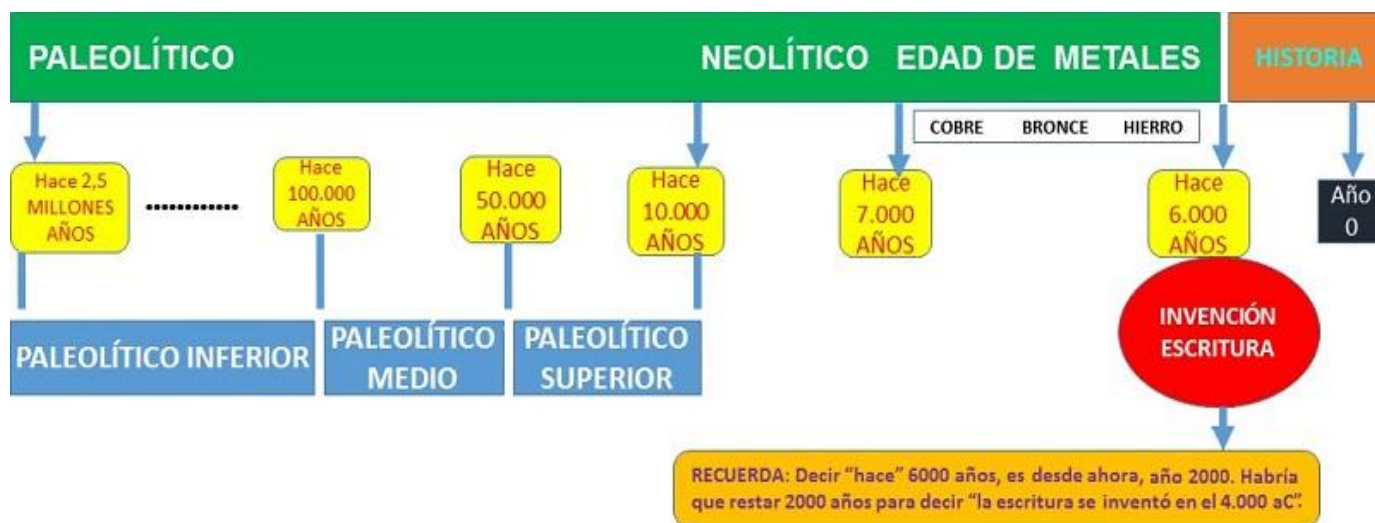 PALEOLÍTICO
NEOLÍTICO
EDAD DE METALES
HISTORIA
COBRE BRONCE HIERRO
Hace 2,5
MILLONES
AÑOS
............
Hace
100.000
AÑOS
Hace
50.000
AÑOS
Hace
10.000
AÑOS
Hace
7.000
AÑOS
Hace
6.000
AÑOS
Año
0
PALEOLÍTICO INFERIOR
PALEOLÍTICO
MEDIO
PALEOLÍTICO
SUPERIOR
INVENCIÓN
ESCRITURA
RECUERDA: Decir “hace” 6000 años, es desde ahora, año 2000. Habría
que restar 2000 años para decir “la escritura se inventó en el 4.000 aC”.